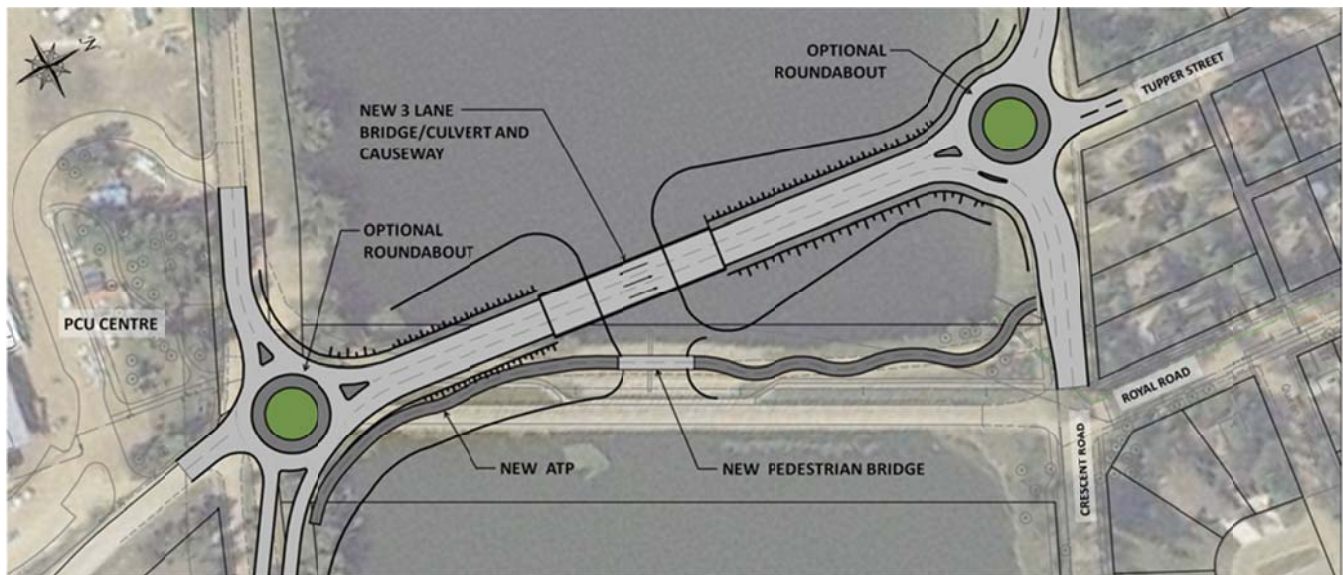 N
OPTIONAL
ROUNDABOUT
TUPPER STREET
NEW 3 LANE
BRIDGE/CULVERT AND
CAUSEWAY
OPTIONAL
ROUNDABOUT
PCU CENTRE
ROYAL ROAD
CRESCENT ROAD
NEW ATP
NEW PEDESTRIAN BRIDGE